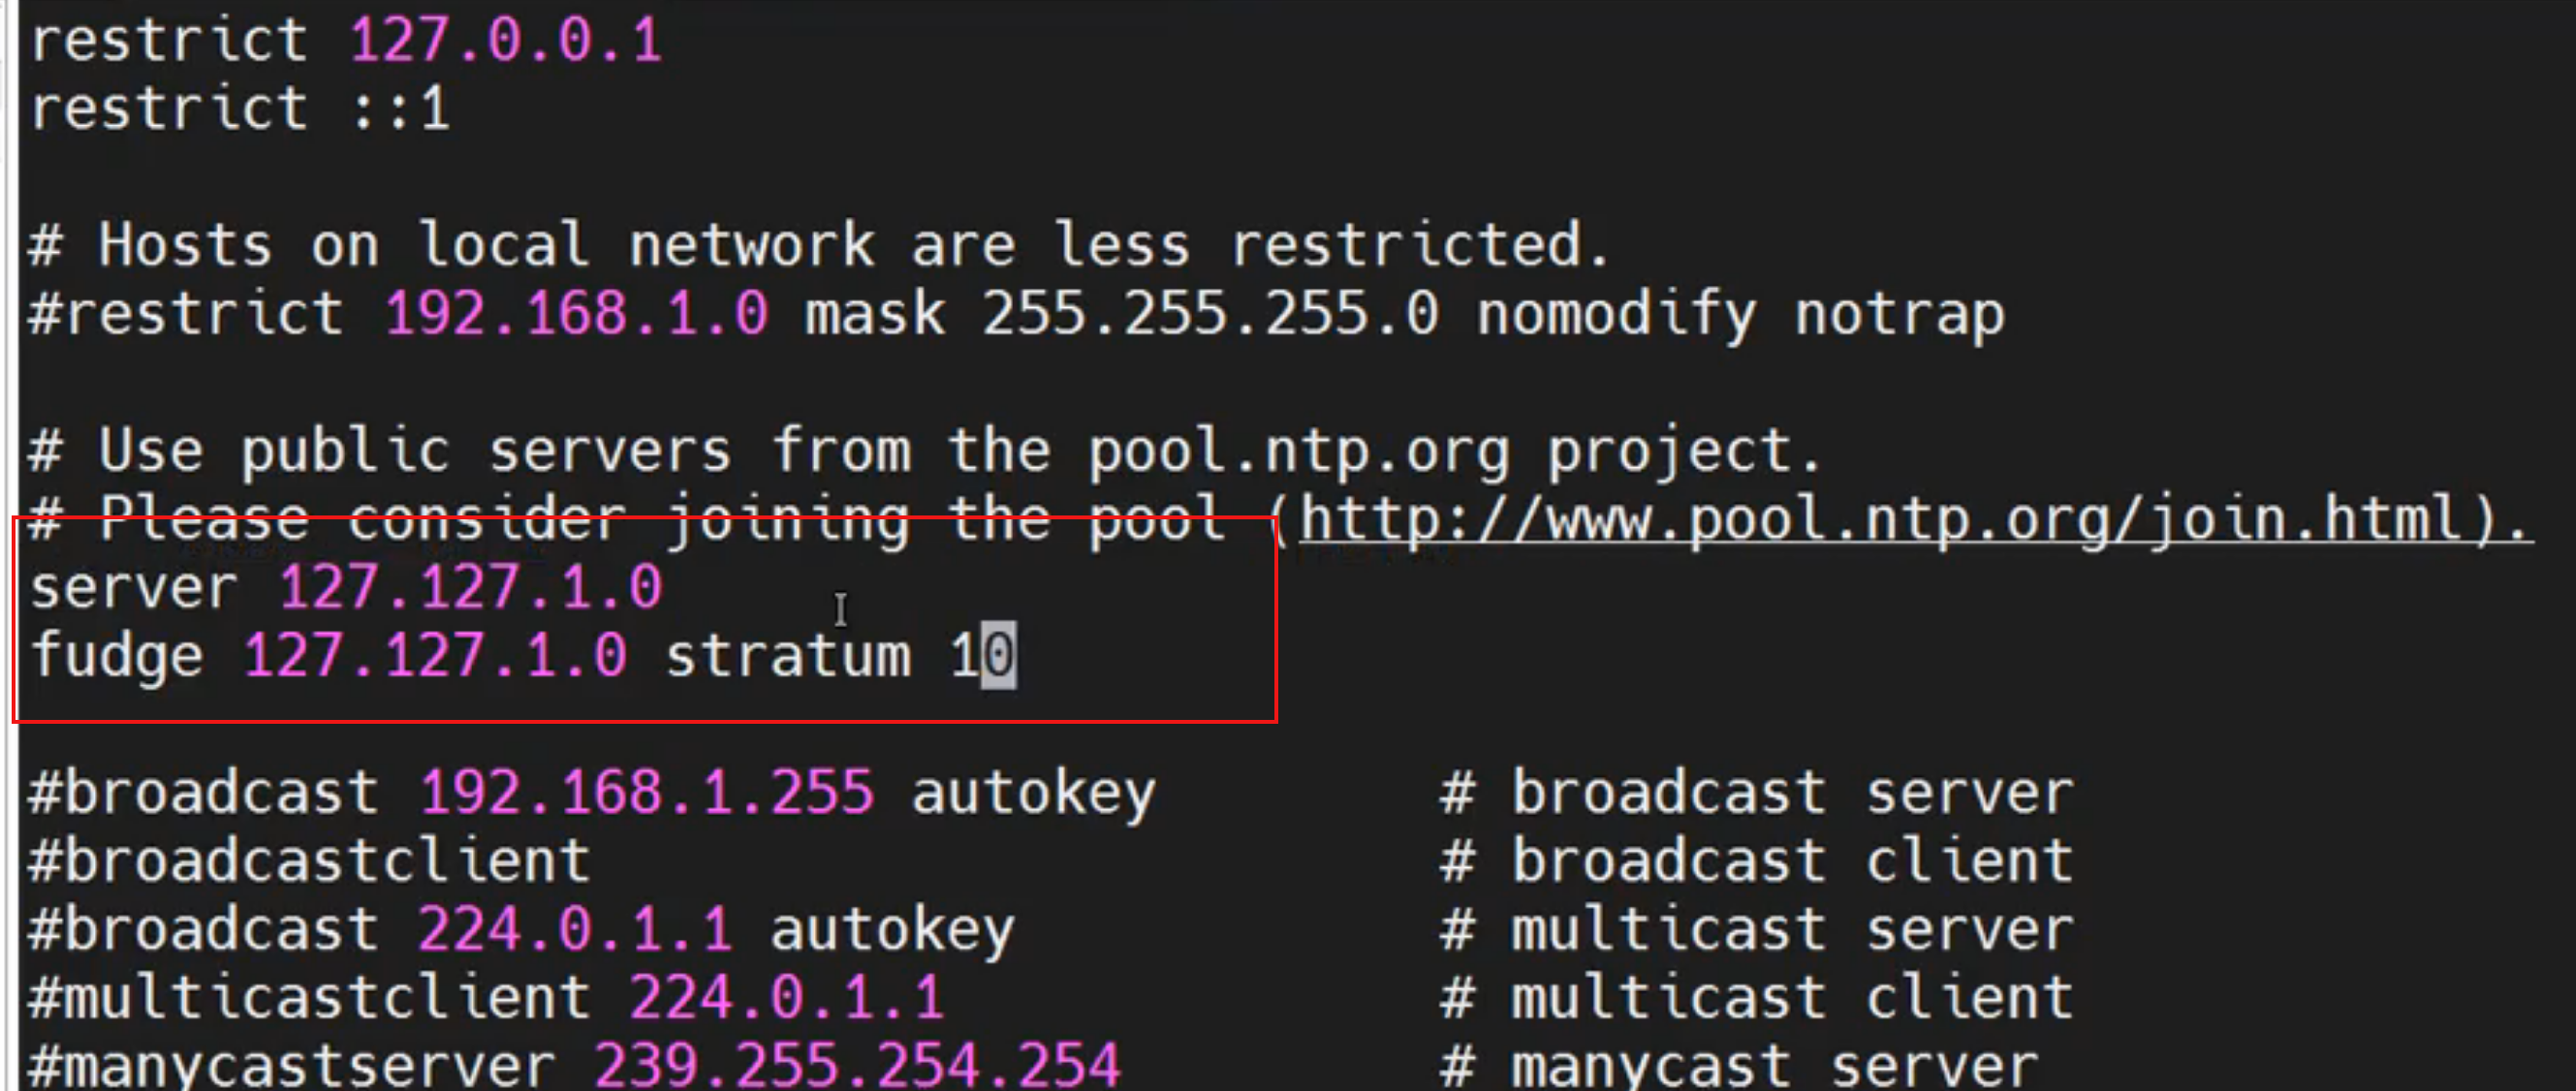 restrict 127.0.0.1
restrict ::1
# Hosts on local network are less restricted.
#restrict 192.168.1.0 mask 255.255.255.0 nomodify notrap
# Use public servers from the pool.ntp.org project.
# Please consider joining the pool (http://www.pool.ntp.org/join.html).
server 127.127.1.0
fudge 127.127.1.0 stratum 10
#broadcast 192.168.1.255 autokey # broadcast server
#broadcastclient # broadcast client
#broadcast 224.0.1.1 autokey # multicast server
#multicastclient 224.0.1.1 # multicast client
#manycastserver 239.255.254.254 # manycast server